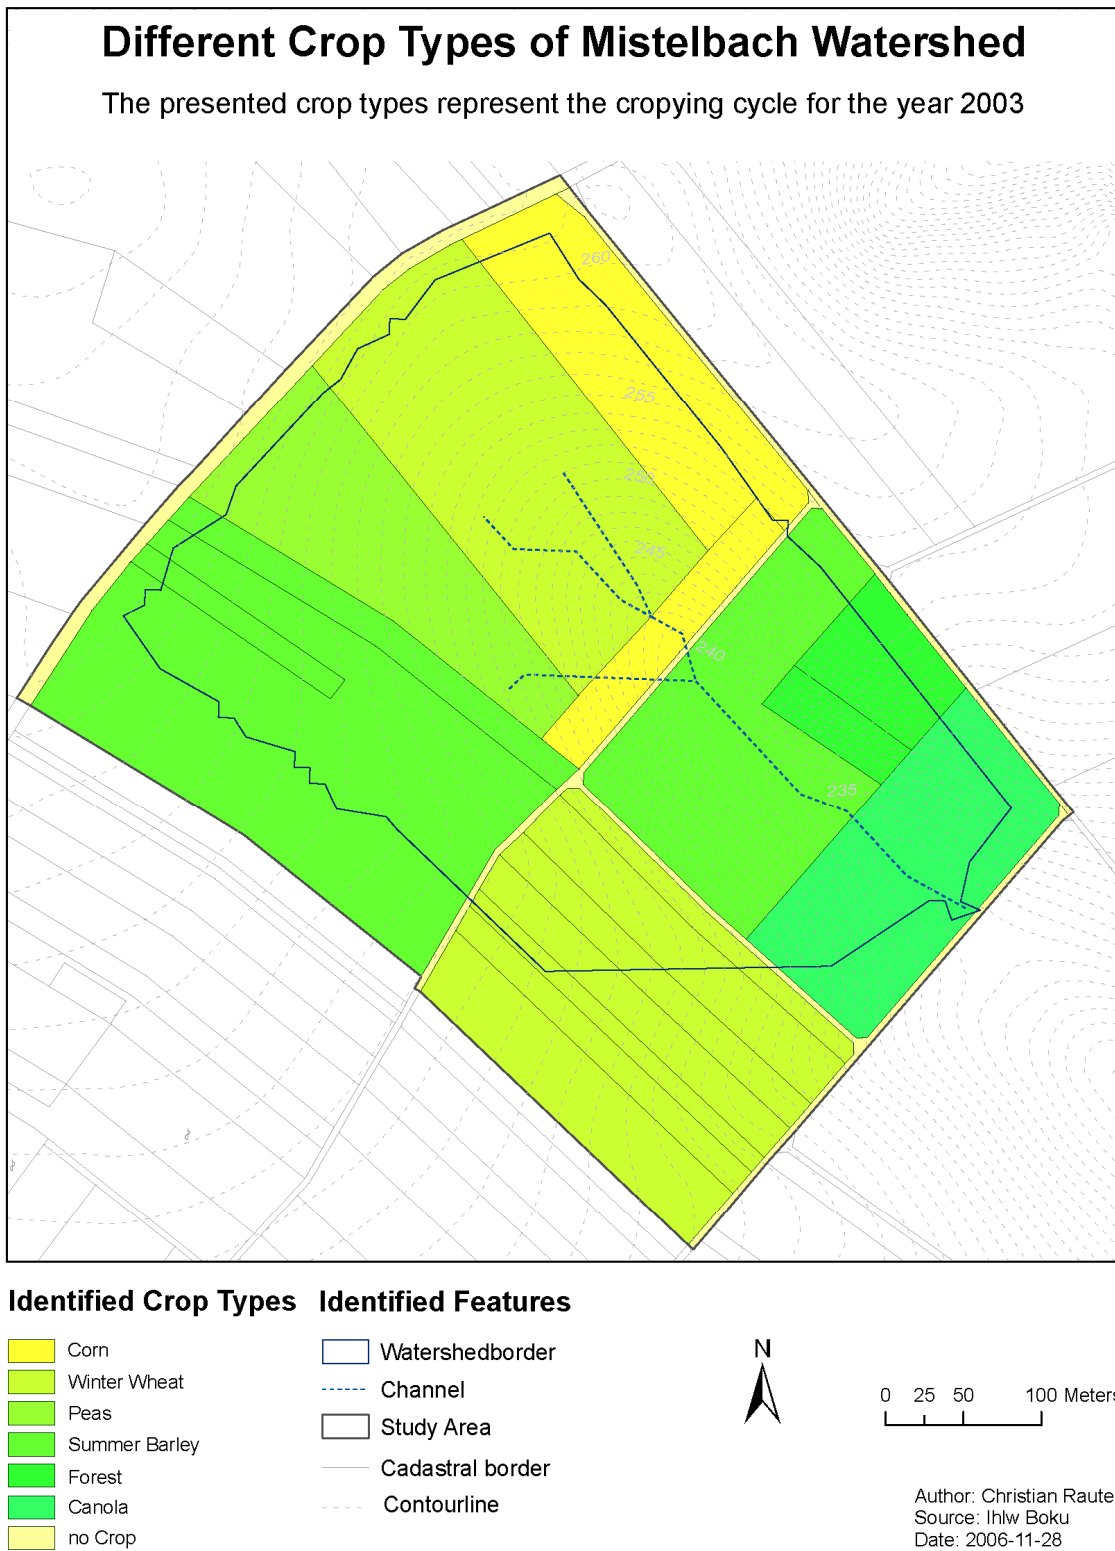 Different Crop Types of Mistelbach Watershed
The presented crop types represent the cropying cycle for the year 2003
260
255
250
245
240
235
Identified Crop Types
Corn
Winter Wheat
Peas
Summer Barley
Forest
Canola
no Crop
Identified Features
Watershedborder
Channel
Study Area
Cadastral border
Contourline
N
0 25 50 100 Meters
Author: Christian Raute
Source: Ihlw Boku
Date: 2006-11-28